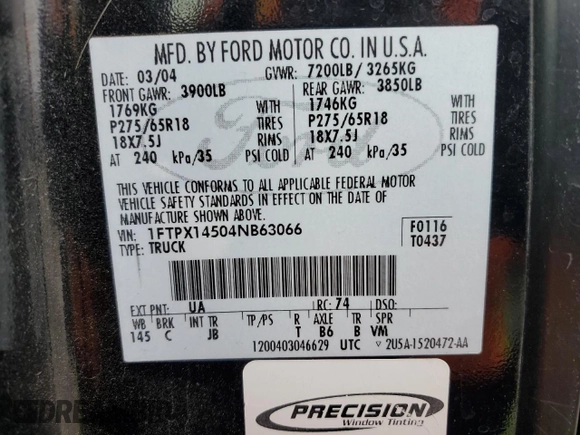 MFD. BY FORD MOTOR CO. IN U.S.A.
DATE: 03/04 GVWR: 7200LB/ 3265KG
FRONT GAWR: 3900LB REAR GAWR: 3850LB
1769KG WITH 1746KG WITH
P275/65R18 TIRES P275/65R18 TIRES
18X7.5J RIMS 18X7.5J RIMS
AT 240 kPa/35 PSI COLD AT 240 kPa/35 PSI COLD
THIS VEHICLE CONFORMS TO ALL APPLICABLE FEDERAL MOTOR
VEHICLE SAFETY STANDARDS IN EFFECT ON THE DATE OF
MANUFACTURE SHOWN ABOVE.
VIN: 1FTPX14504NB63066 F0116
TYPE: TRUCK T0437
EXT PNT: UA RC: 74 DSO:
WB BRK INT TR TP/PS R AXLE TR SPR
145 C JB T B6 B VM
1200403046629 UTC ▽ 2U5A-1520472-AA
Ford
PRECISION
Window Tinting